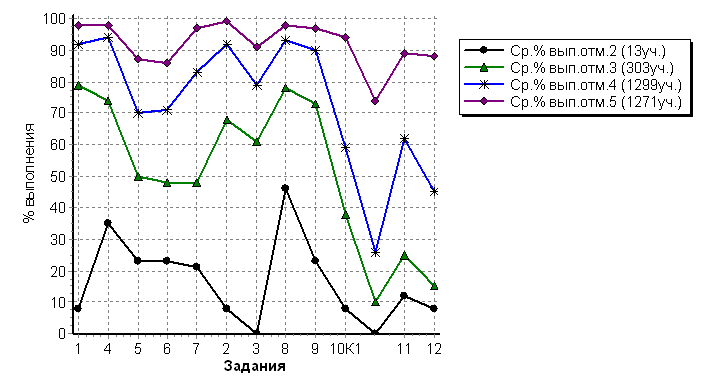 100
90
80
70
60
50
40
30
20
10
0
% выполнения
1 4 5 6 7 2 3 8 9 10К1 11 12
Задания
Ср.% вып.отм.2 (13уч.)
Ср.% вып.отм.3 (303уч.)
Ср.% вып.отм.4 (1299уч.)
Ср.% вып.отм.5 (1271уч.)